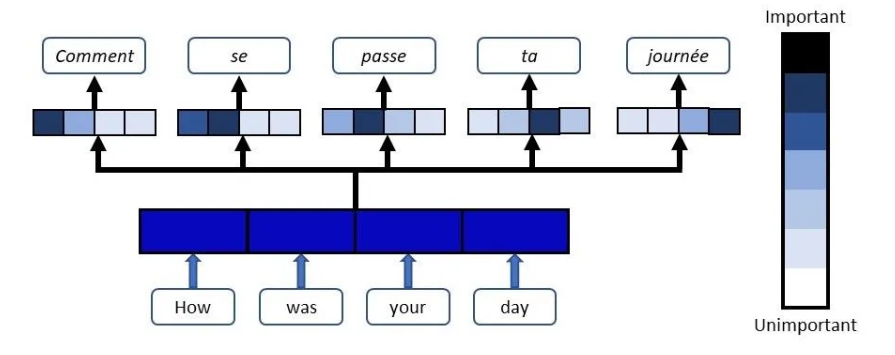 Important
Comment se passe ta journée
How was your day
Unimportant